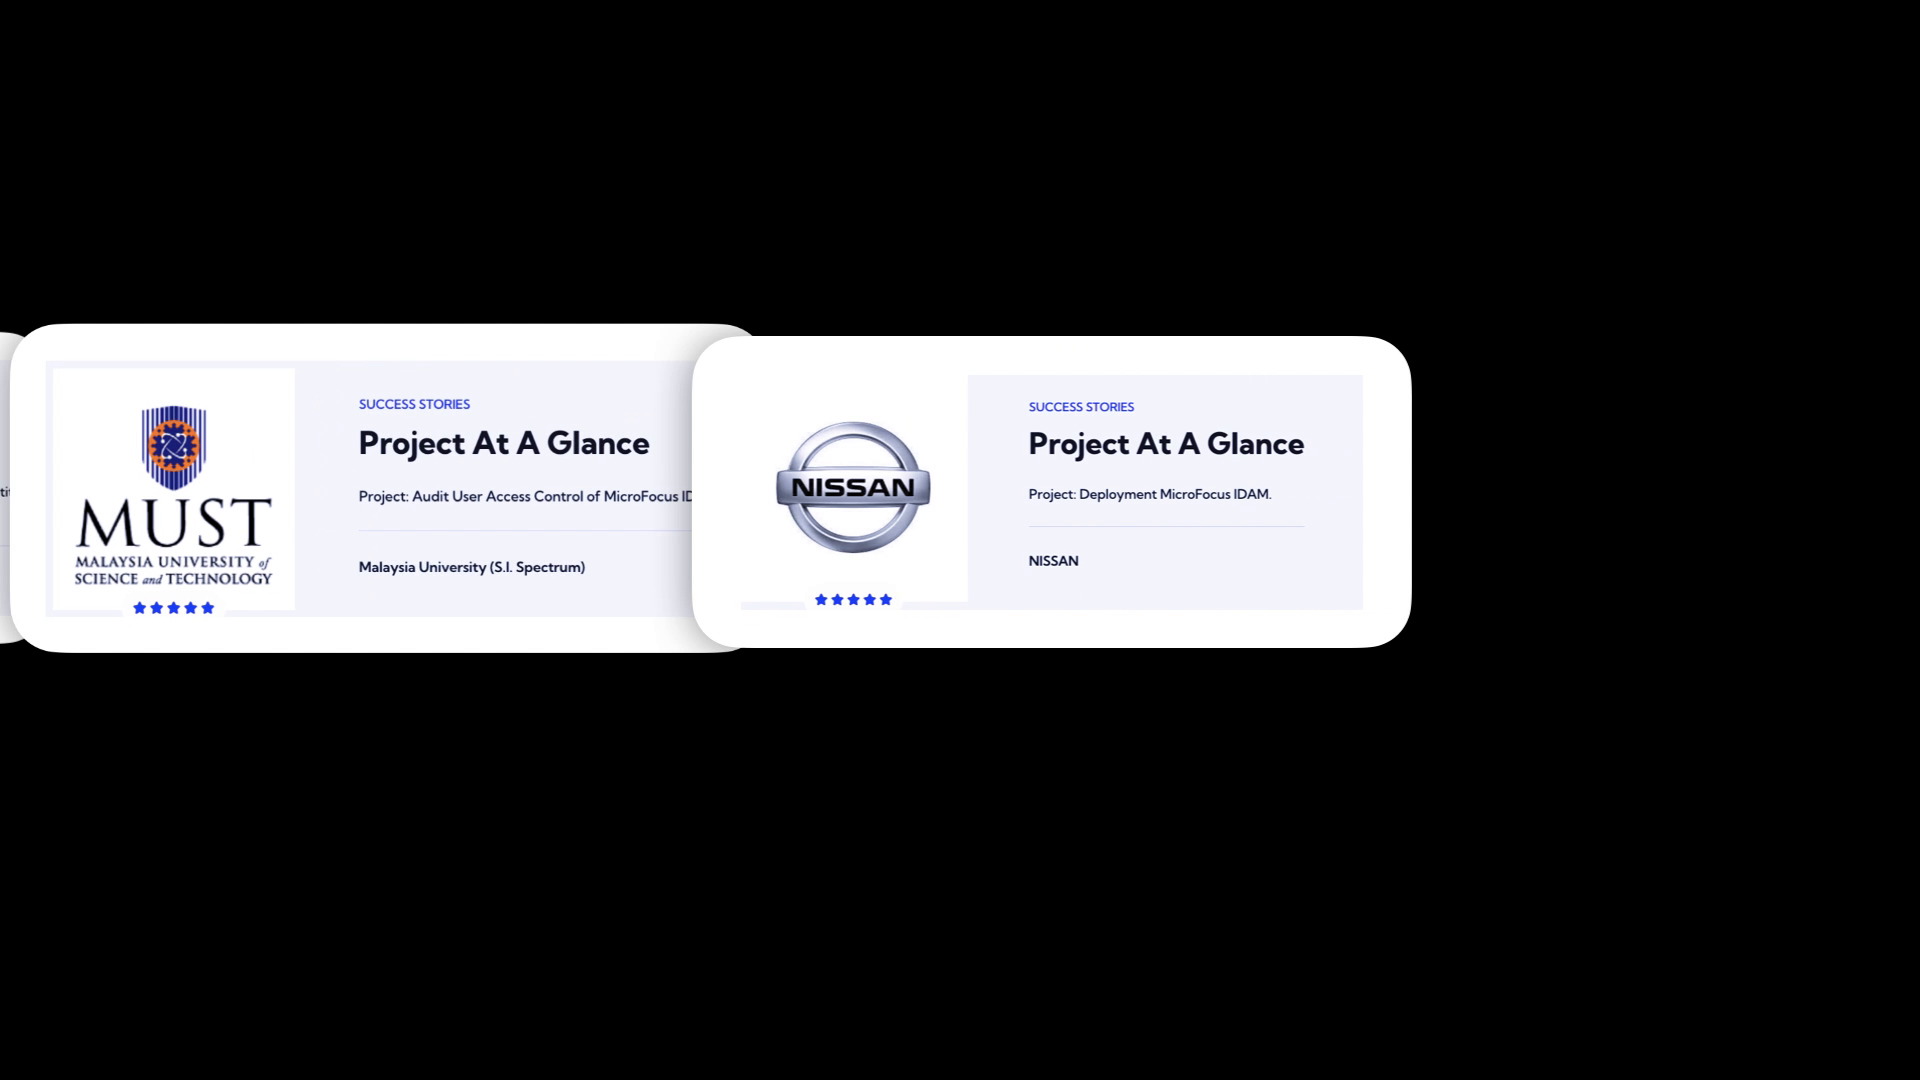 MUST
MALAYSIA UNIVERSITY of
SCIENCE and TECHNOLOGY
SUCCESS STORIES
Project At A Glance
Project: Audit User Access Control of MicroFocus
Malaysia University (S.I. Spectrum)
NISSAN
SUCCESS STORIES
Project At A Glance
Project: Deployment MicroFocus IDAM.
NISSAN